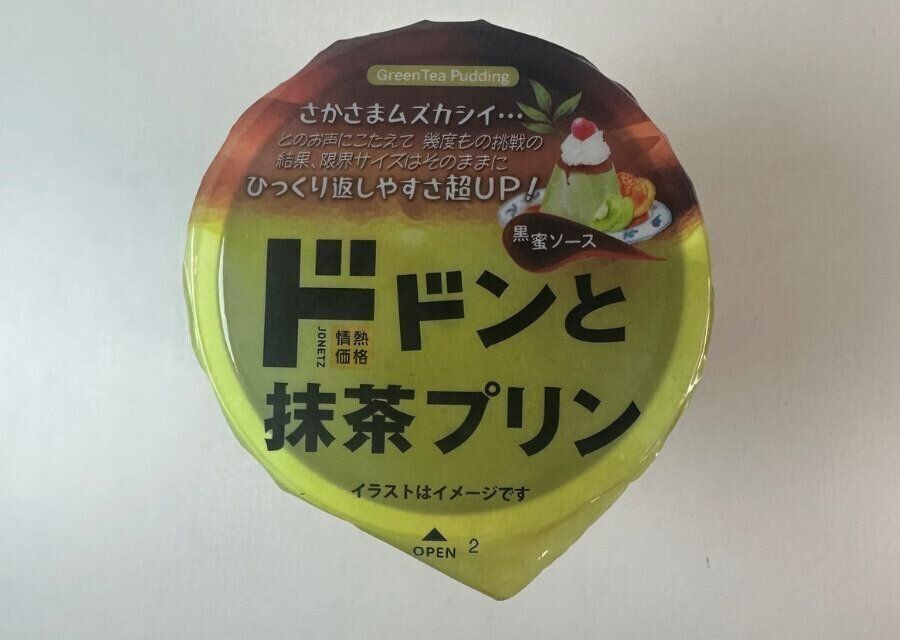 GreenTea Pudding
さかさまムズカシイ…
とのお声にこたえて 幾度もの挑戦の
結果、限界サイズはそのままに
ひっくり返しやすさ超UP!
黒蜜ソース
ド
JONETZ
情熱
価格
ドンと
抹茶プリン
イラストはイメージです
OPEN 2